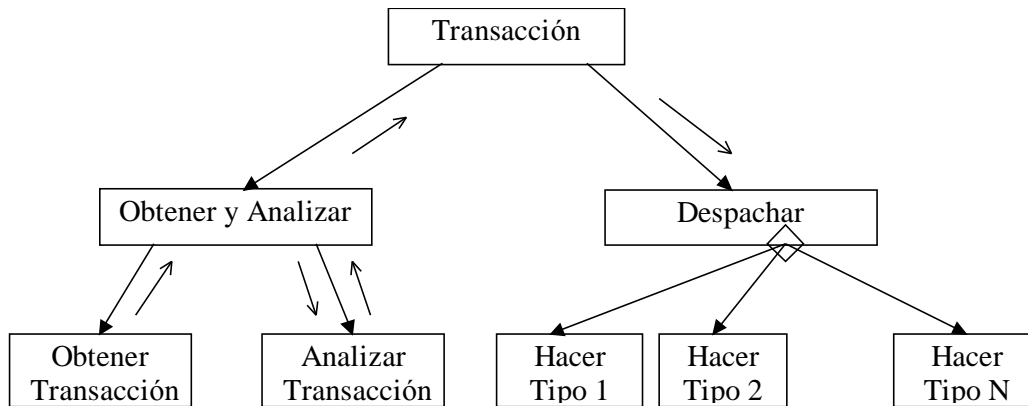 Transacción
Obtener y Analizar
Despachar
Obtener
Transacción
Analizar
Transacción
Hacer
Tipo 1
Hacer
Tipo 2
Hacer
Tipo N